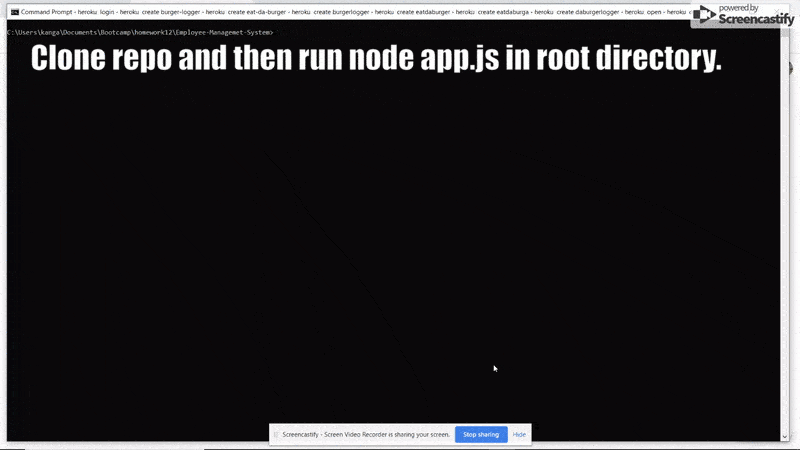 Command Prompt - heroku login - heroku create burger-logger - heroku create eat-da-burger - heroku create burgerlogger - heroku create eatdaburger - heroku create eatdaburga - heroku create daburgerlogger - heroku open - heroku
powered by
Screencastify
C:\Users\kanga\Documents\Bootcamp\homework12\Employee-Managemet-System>
Clone repo and then run node app.js in root directory.
Screencastify - Screen Video Recorder is sharing your screen.
Stop sharing
Hide